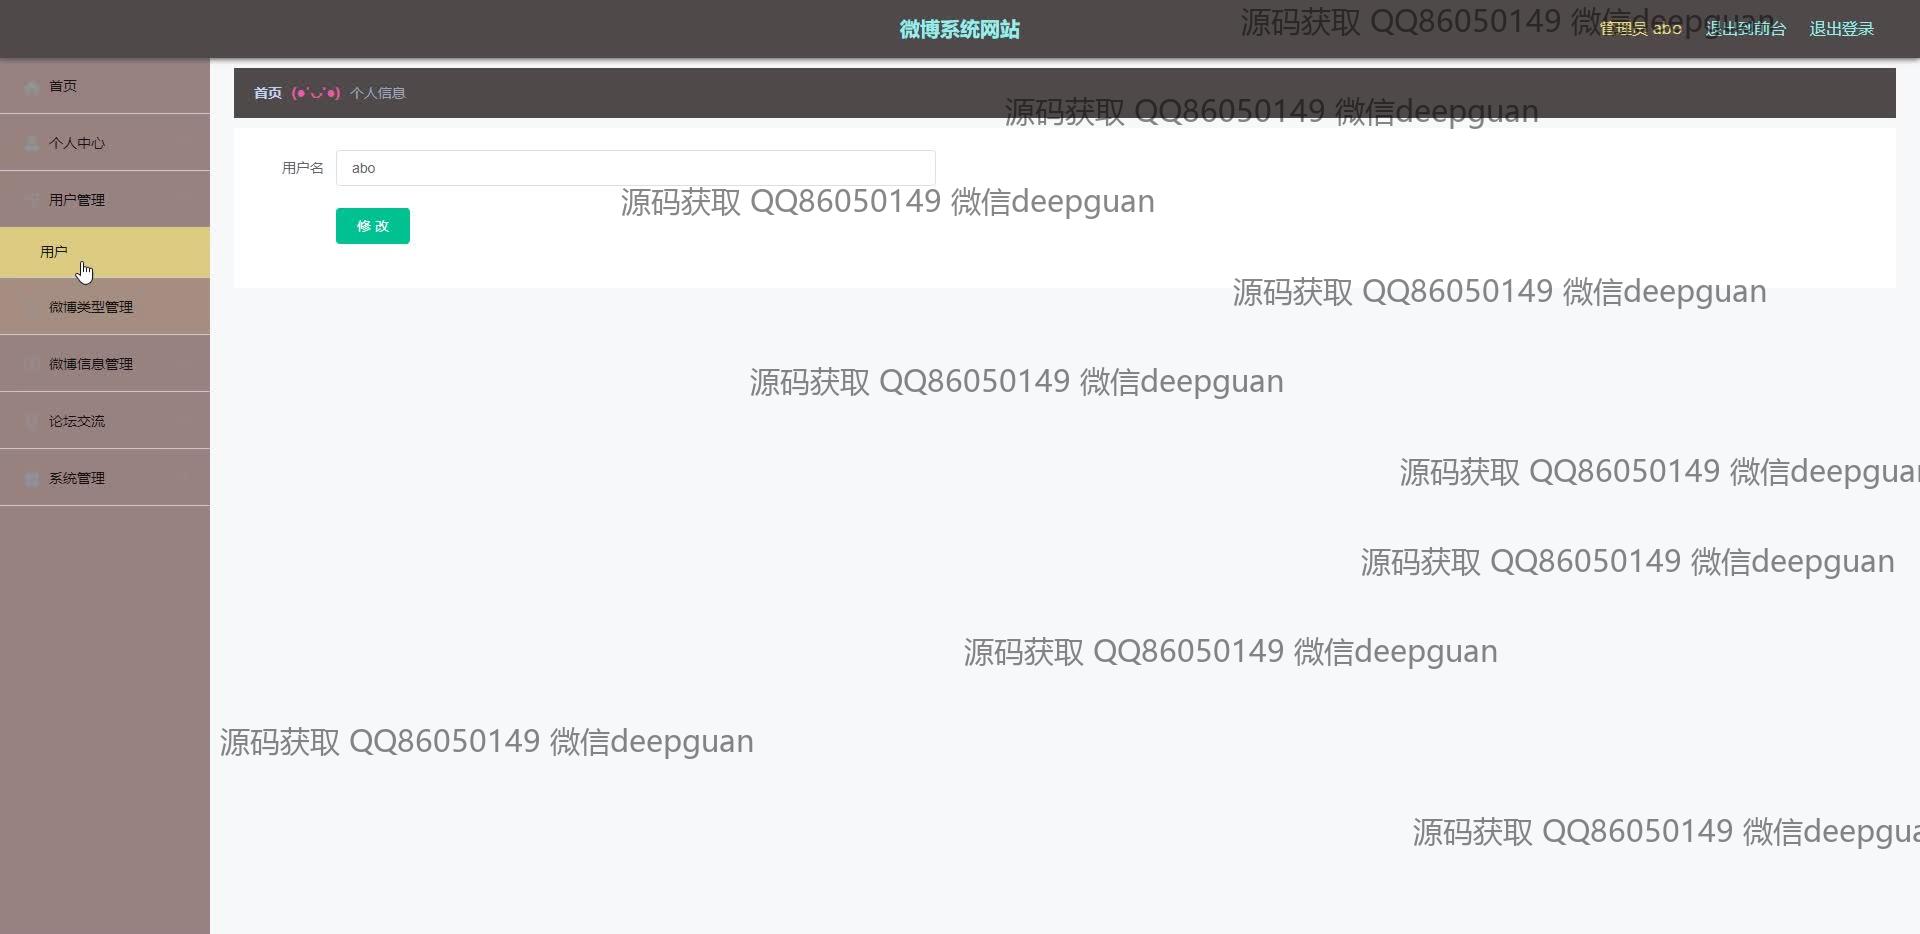 微博系统网站
源码获取 QQ86050149 微信deepguan
管理员 abo
退出到前台
退出登录
首页
个人中心
用户管理
用户
微博类型管理
微博信息管理
论坛交流
系统管理
首页 (●'◡'●) 个人信息
源码获取 QQ86050149 微信deepguan
用户名 abo
源码获取 QQ86050149 微信deepguan
修 改
源码获取 QQ86050149 微信deepguan
源码获取 QQ86050149 微信deepguan
源码获取 QQ86050149 微信deepguan
源码获取 QQ86050149 微信deepguan
源码获取 QQ86050149 微信deepguan
源码获取 QQ86050149 微信deepguan
源码获取 QQ86050149 微信deepgua